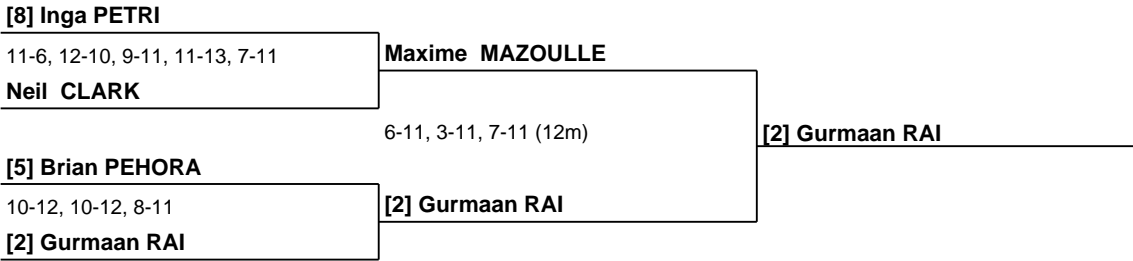 [8] Inga PETRI
11-6, 12-10, 9-11, 11-13, 7-11
Maxime MAZOULLE
Neil CLARK
6-11, 3-11, 7-11 (12m)
[2] Gurmaan RAI
[5] Brian PEHORA
10-12, 10-12, 8-11
[2] Gurmaan RAI
[2] Gurmaan RAI